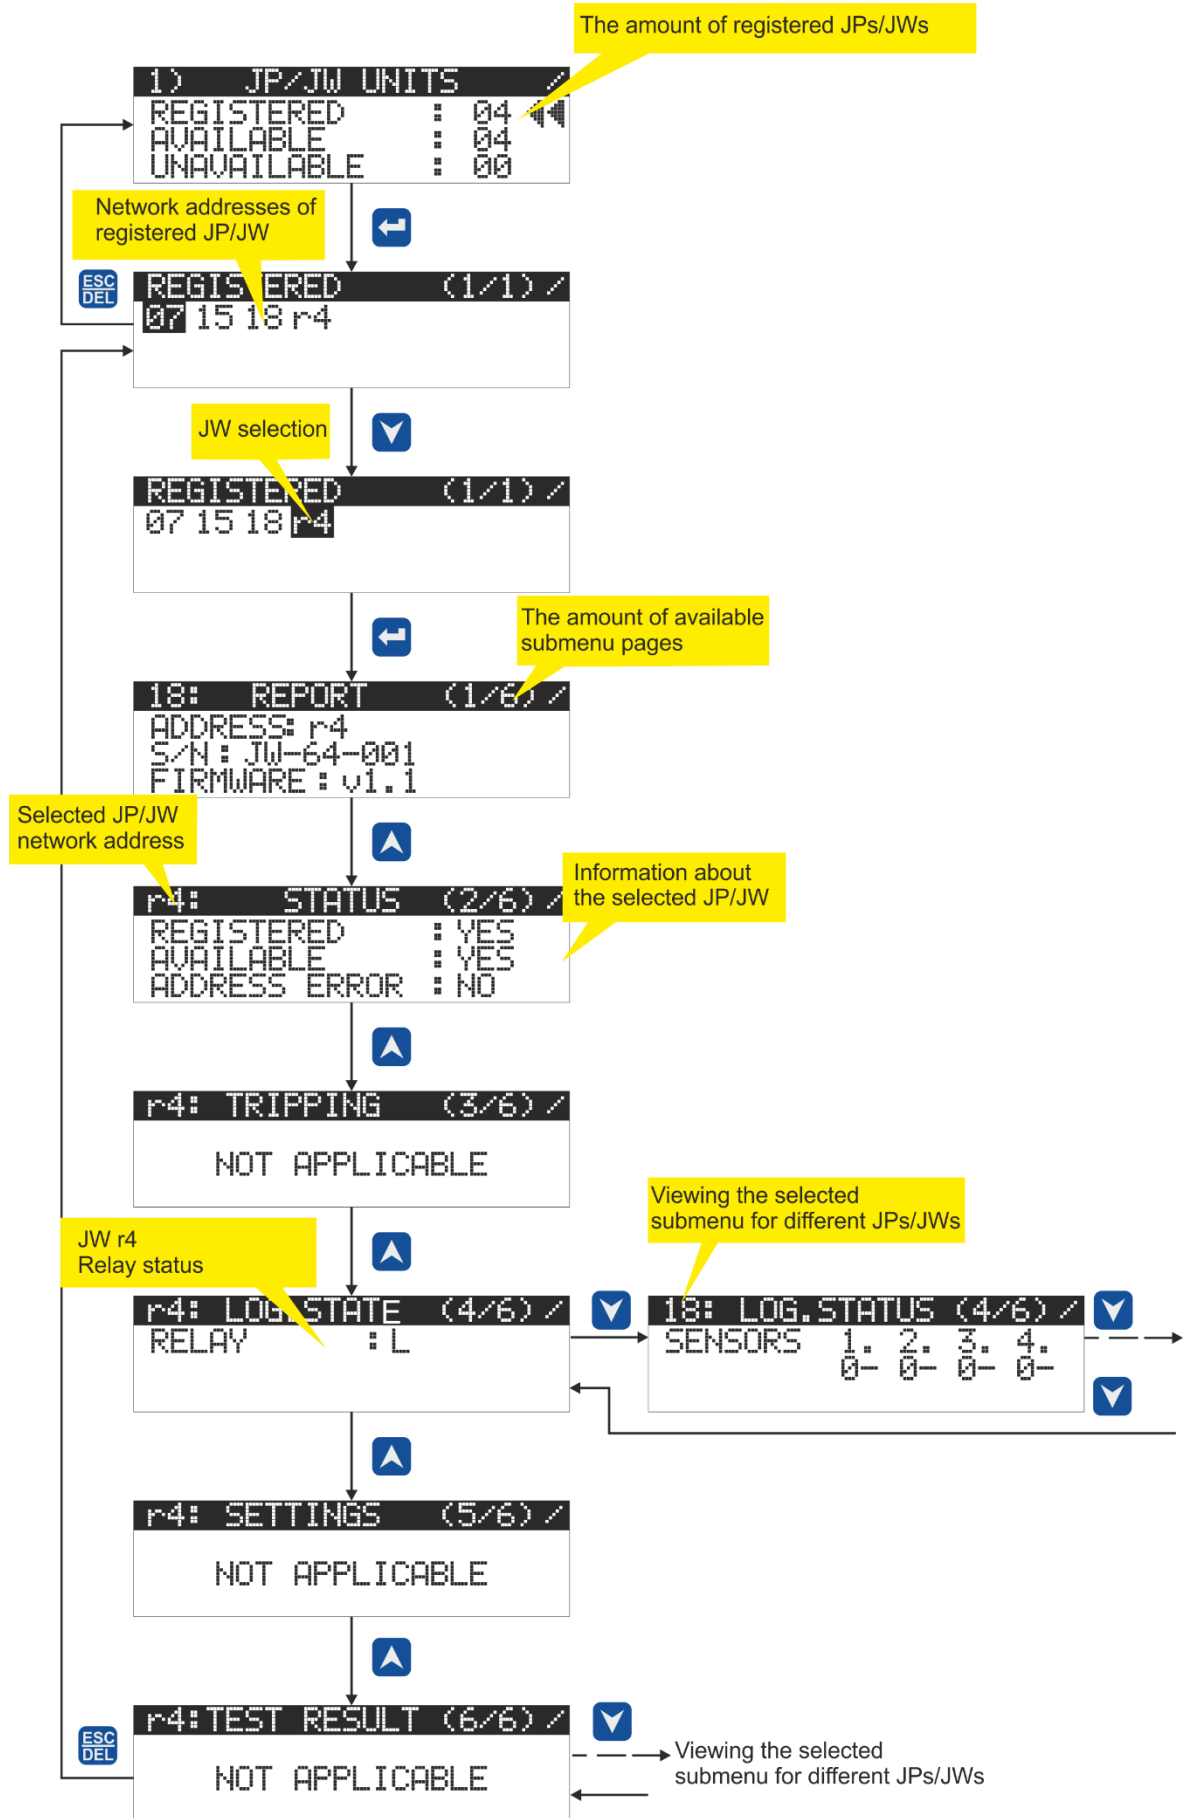 The amount of registered JPs/JWs
1) JP/JW UNITS /
REGISTERED : 04
AVAILABLE : 04
UNAVAILABLE : 00
Network addresses of
registered JP/JW
ESC
DEL
REGISTERED (1/1) /
07 15 18 r4
JW selection
REGISTERED (1/1) /
07 15 18 r4
The amount of available
submenu pages
18: REPORT (1/6) /
ADDRESS: r4
S/N: JW-64-001
FIRMWARE: v1.1
Selected JP/JW
network address
Information about
the selected JP/JW
r4: STATUS (2/6) /
REGISTERED : YES
AVAILABLE : YES
ADDRESS ERROR : NO
r4: TRIPPING (3/6) /
NOT APPLICABLE
Viewing the selected
submenu for different JPs/JWs
JW r4
Relay status
r4: LOG.STATE (4/6) /
RELAY : L
18: LOG.STATUS (4/6) /
SENSORS 1. 2. 3. 4.
0- 0- 0- 0-
r4: SETTINGS (5/6) /
NOT APPLICABLE
r4:TEST RESULT (6/6) /
ESC
DEL
NOT APPLICABLE
Viewing the selected
submenu for different JPs/JWs